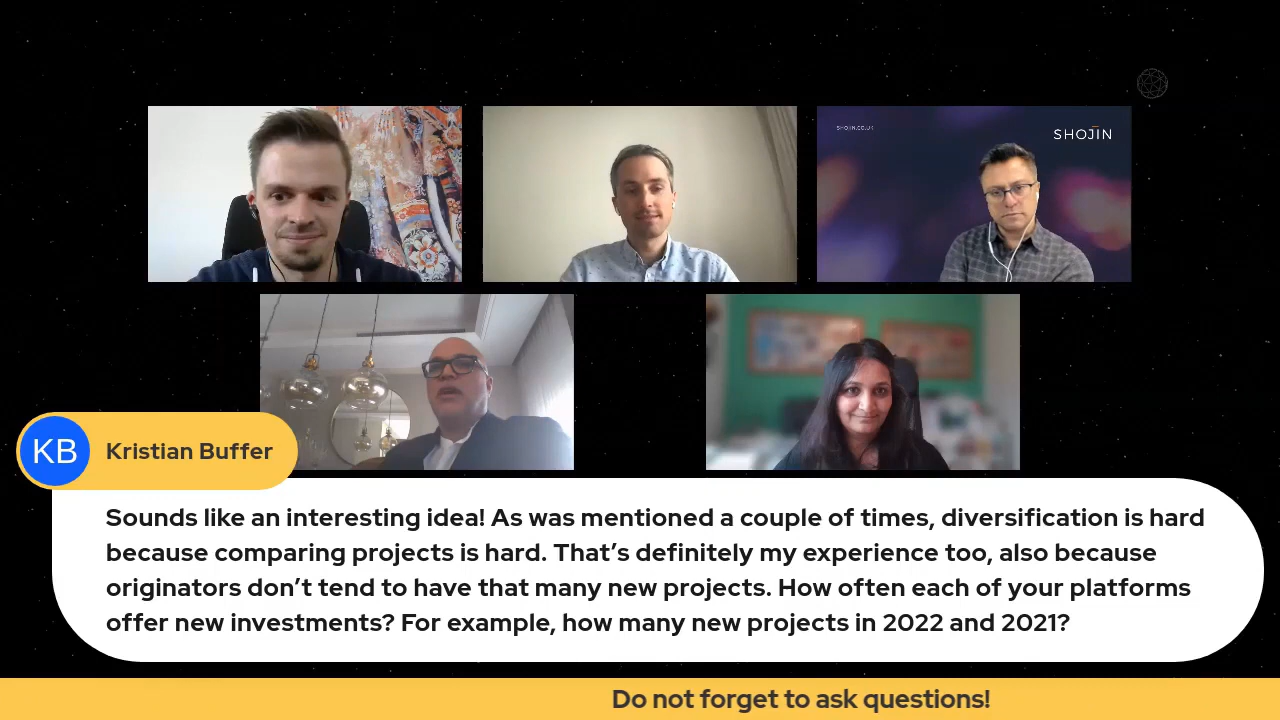 SHOJIN.CO.UK
SHOJIN
KB
Kristian Buffer
Sounds like an interesting idea! As was mentioned a couple of times, diversification is hard
because comparing projects is hard. That’s definitely my experience too, also because
originators don’t tend to have that many new projects. How often each of your platforms
offer new investments? For example, how many new projects in 2022 and 2021?
Do not forget to ask questions!